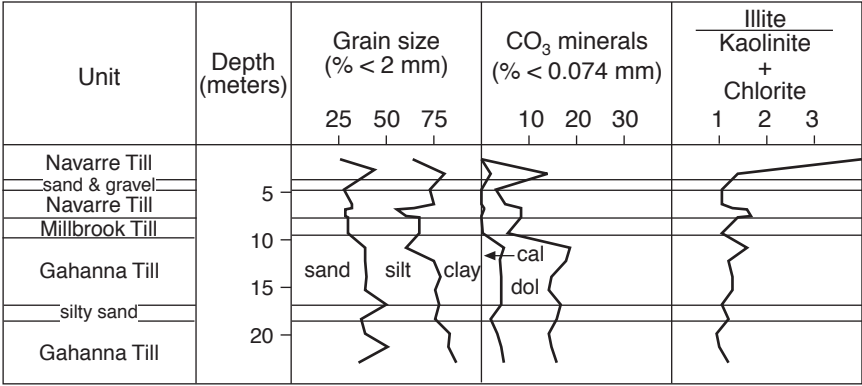 Unit
Depth
(meters)
Grain size
(% < 2 mm)
25 50 75
CO₃ minerals
(% < 0.074 mm)
10 20 30
Illite
Kaolinite
+
Chlorite
1 2 3
Navarre Till
sand & gravel
Navarre Till
Millbrook Till
Gahanna Till
silty sand
Gahanna Till
5
10
15
20
sand
silt
clay
cal
dol